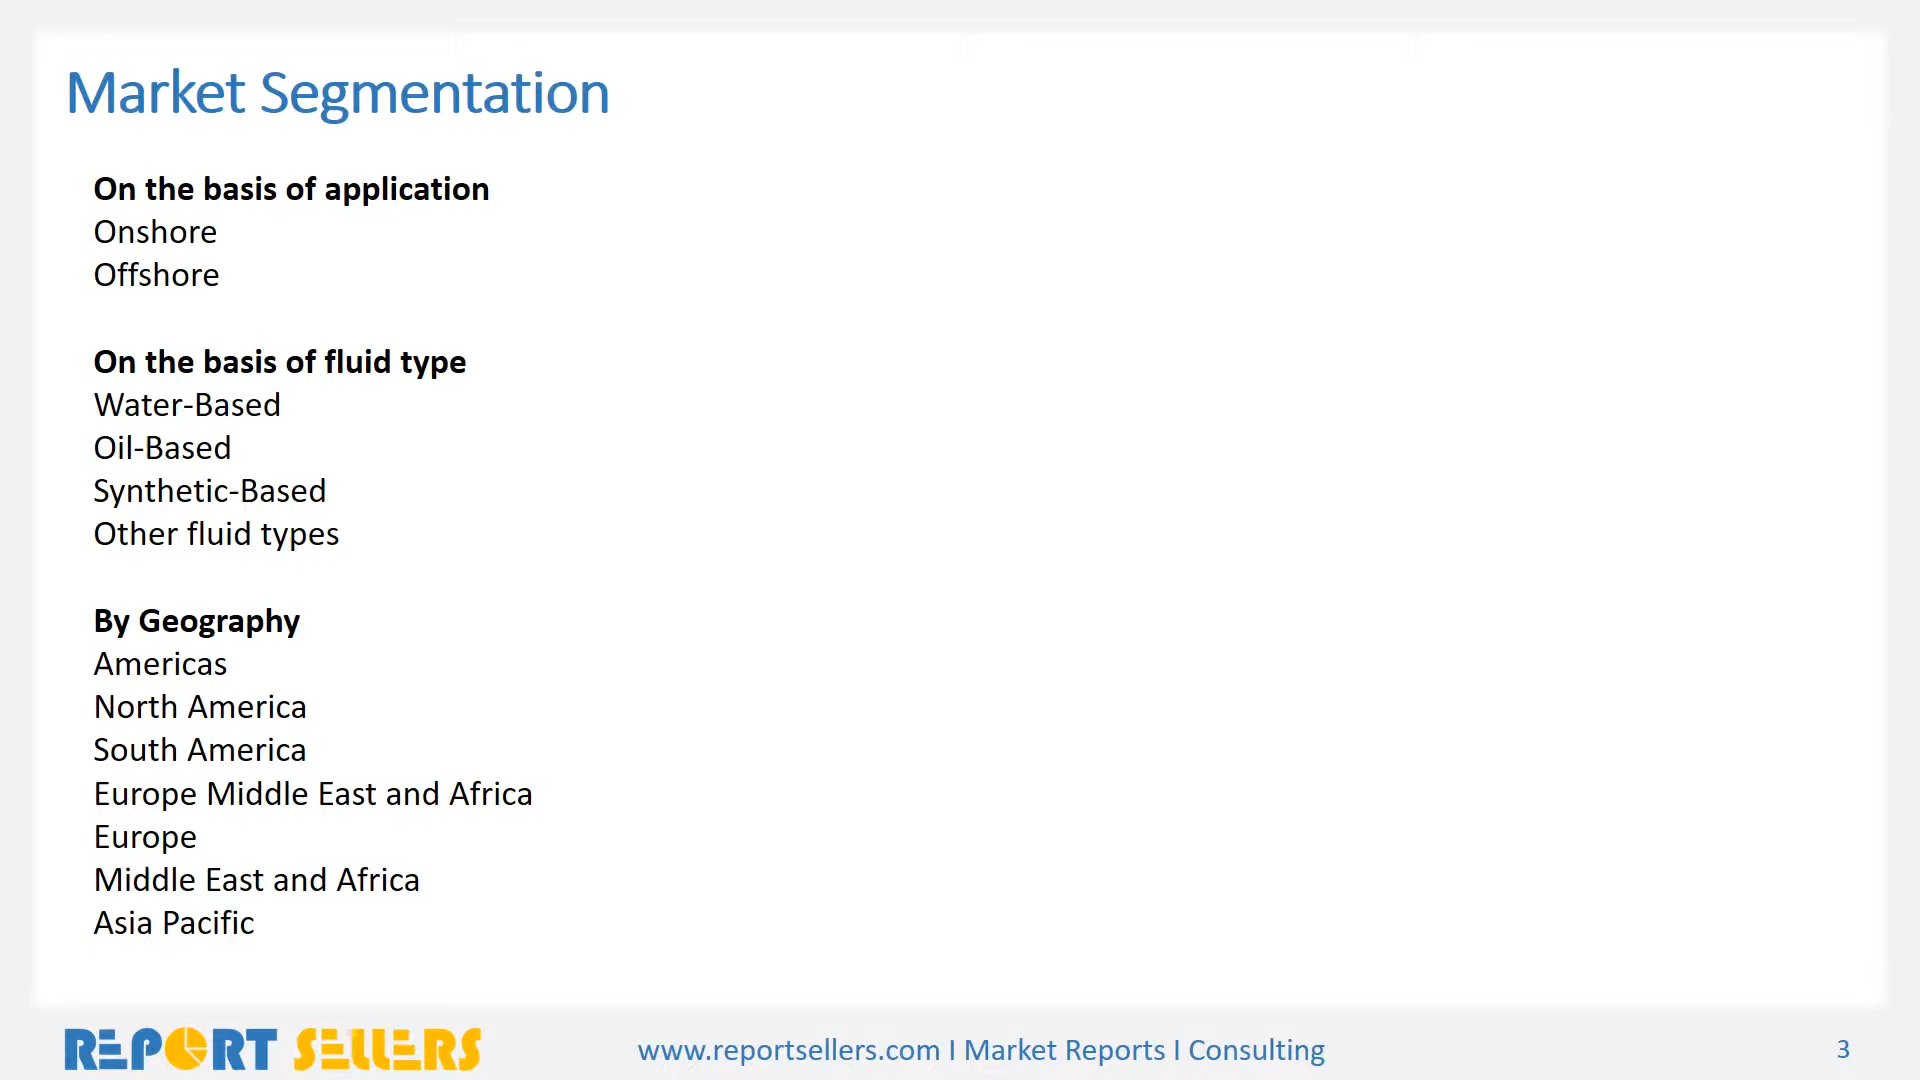 Market Segmentation
On the basis of application
Onshore
Offshore
On the basis of fluid type
Water-Based
Oil-Based
Synthetic-Based
Other fluid types
By Geography
Americas
North America
South America
Europe Middle East and Africa
Europe
Middle East and Africa
Asia Pacific
REPORT SELLERS
www.reportsellers.com I Market Reports I Consulting
3